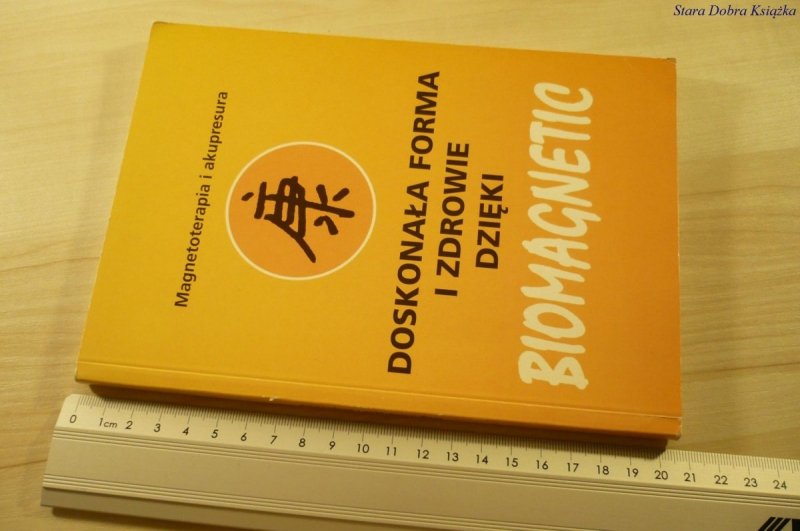 Stara Dobra Książka
Magnetoterapia i akupresura
康
DOSKONAŁA FORMA
I ZDROWIE
DZIĘKI
BIOMAGNETIC
0 1cm 2 3 4 5 6 7 8 9 10 11 12 13 14 15 16 17 18 19 20 21 22 23 24